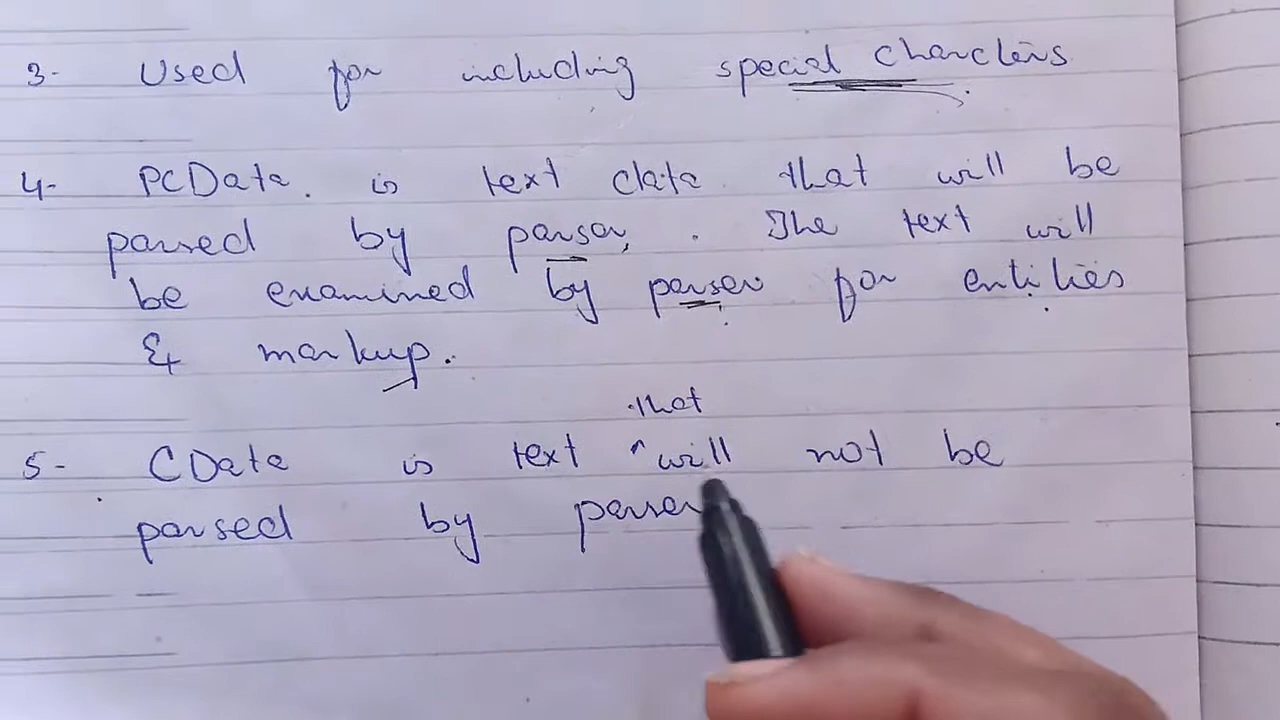 3- Used for including special characters.
4- PCData. is text data that will be
parsed by parser, . The text will
be examined by parser for entities
& markup.
that
5- CData is text ^ will not be
parsed by parser